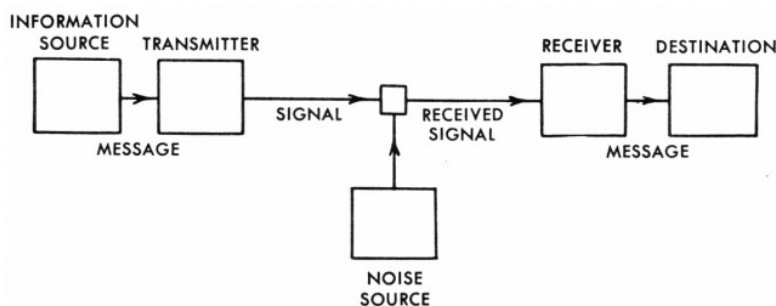 INFORMATION
SOURCE
TRANSMITTER
RECEIVER
DESTINATION
SIGNAL
RECEIVED
SIGNAL
MESSAGE
MESSAGE
NOISE
SOURCE